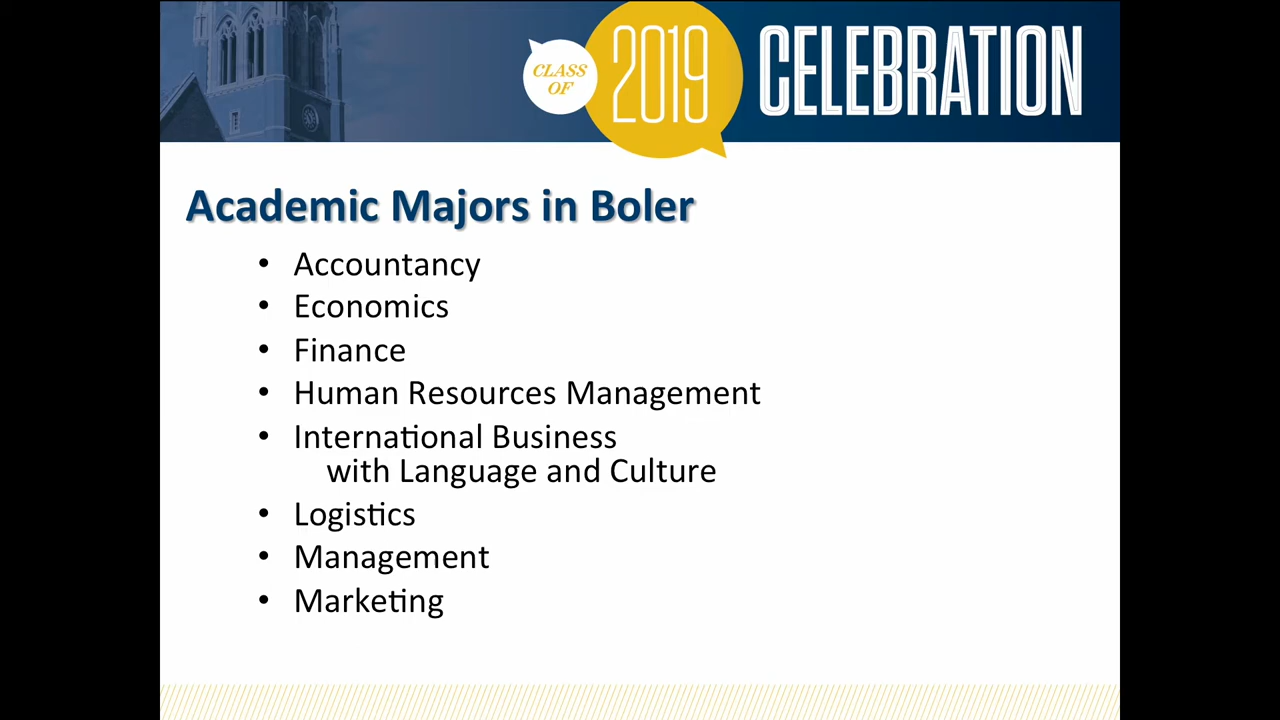 CLASS
OF
2019 CELEBRATION
Academic Majors in Boler
• Accountancy
• Economics
• Finance
• Human Resources Management
• International Business
with Language and Culture
• Logistics
• Management
• Marketing